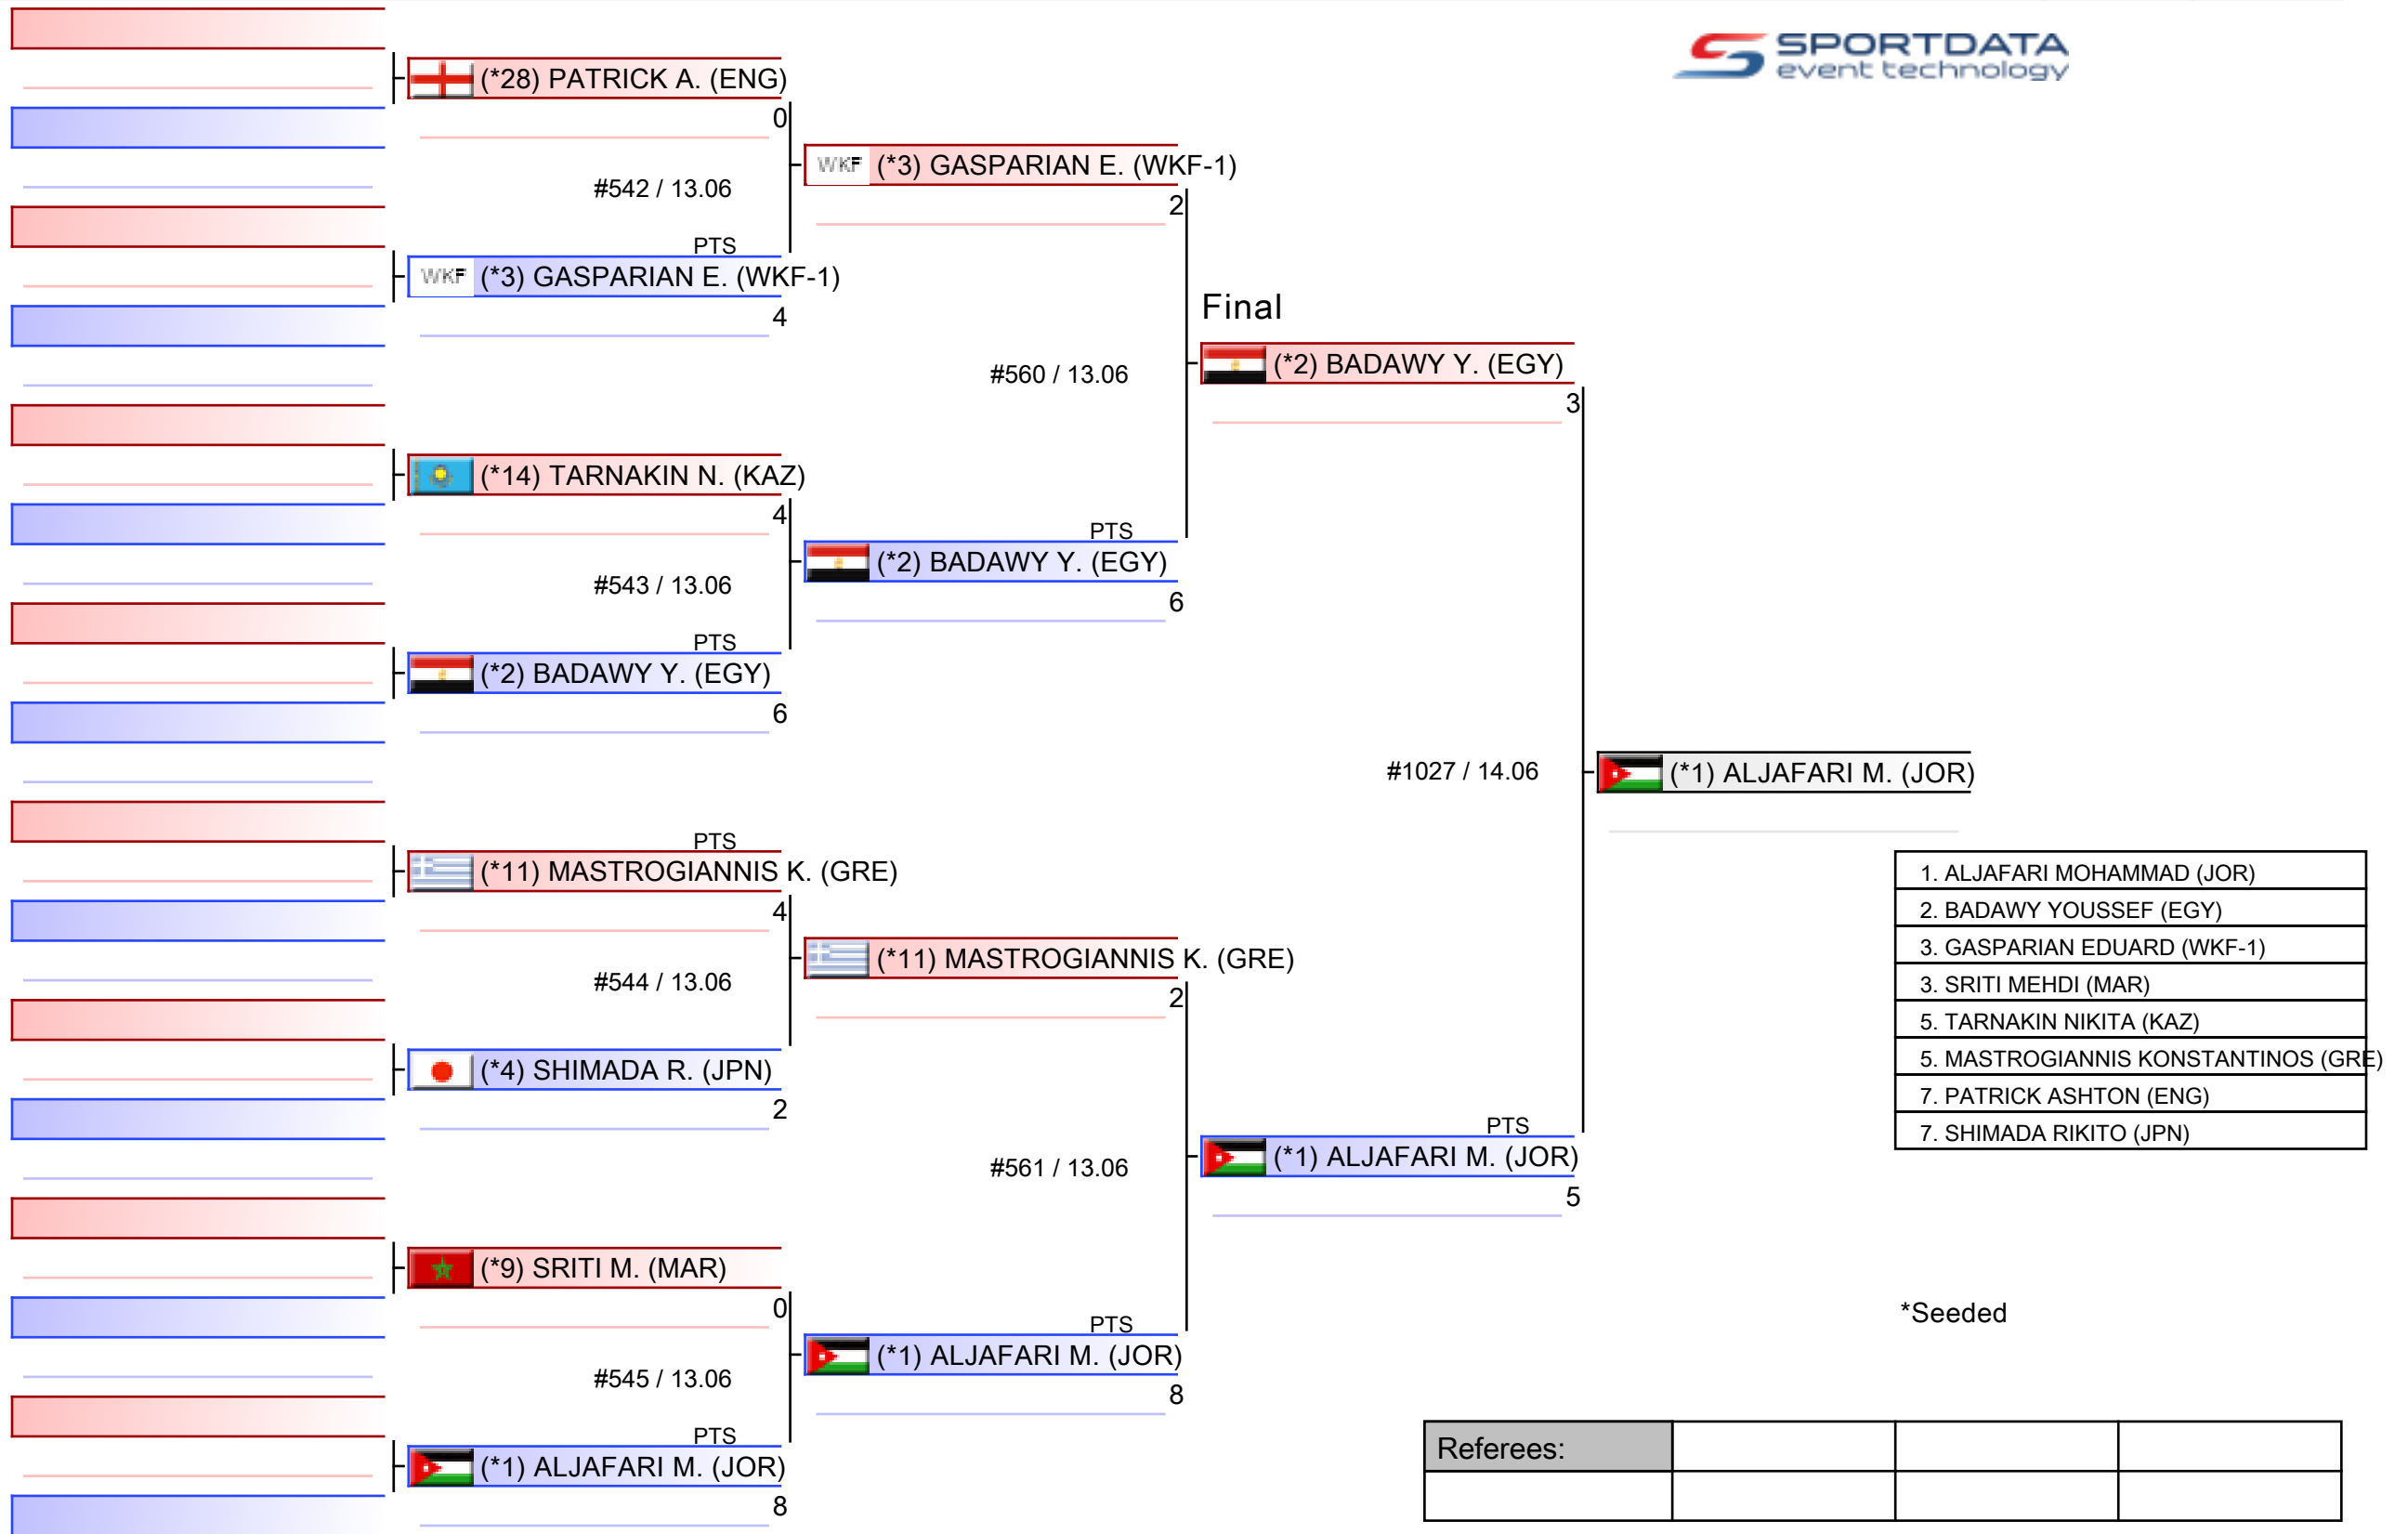 SPORTDATA
event technology
(*28) PATRICK A. (ENG)
0
#542 / 13.06
PTS
WKF (*3) GASPARIAN E. (WKF-1)
4
(*14) TARNAKIN N. (KAZ)
4
#543 / 13.06
PTS
(*2) BADAWY Y. (EGY)
6
PTS
(*11) MASTROGIANNIS K. (GRE)
4
#544 / 13.06
(*4) SHIMADA R. (JPN)
2
(*9) SRITI M. (MAR)
0
#545 / 13.06
PTS
(*1) ALJAFARI M. (JOR)
8
WKF (*3) GASPARIAN E. (WKF-1)
2
#560 / 13.06
PTS
(*2) BADAWY Y. (EGY)
6
(*11) MASTROGIANNIS K. (GRE)
2
#561 / 13.06
PTS
(*1) ALJAFARI M. (JOR)
8
Final
(*2) BADAWY Y. (EGY)
3
#1027 / 14.06
PTS
(*1) ALJAFARI M. (JOR)
5
(*1) ALJAFARI M. (JOR)
1. ALJAFARI MOHAMMAD (JOR)
2. BADAWY YOUSSEF (EGY)
3. GASPARIAN EDUARD (WKF-1)
3. SRITI MEHDI (MAR)
5. TARNAKIN NIKITA (KAZ)
5. MASTROGIANNIS KONSTANTINOS (GRE)
7. PATRICK ASHTON (ENG)
7. SHIMADA RIKITO (JPN)
*Seeded
Referees: